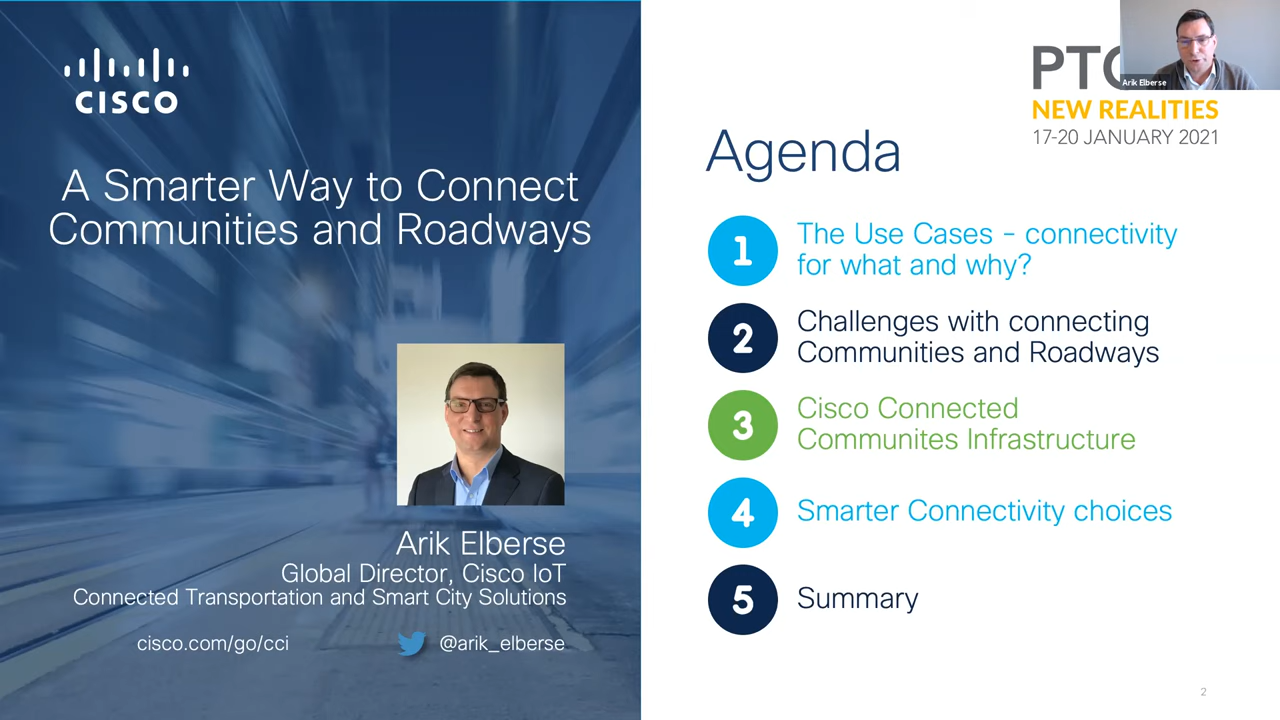 CISCO
A Smarter Way to Connect
Communities and Roadways
Arik Elberse
Global Director, Cisco IoT
Connected Transportation and Smart City Solutions
cisco.com/go/cci
@arik_elberse
Arik Elberse
NEW REALITIES
17-20 JANUARY 2021
Agenda
1
The Use Cases – connectivity
for what and why?
2
Challenges with connecting
Communities and Roadways
3
Cisco Connected
Communites Infrastructure
4
Smarter Connectivity choices
5
Summary
2